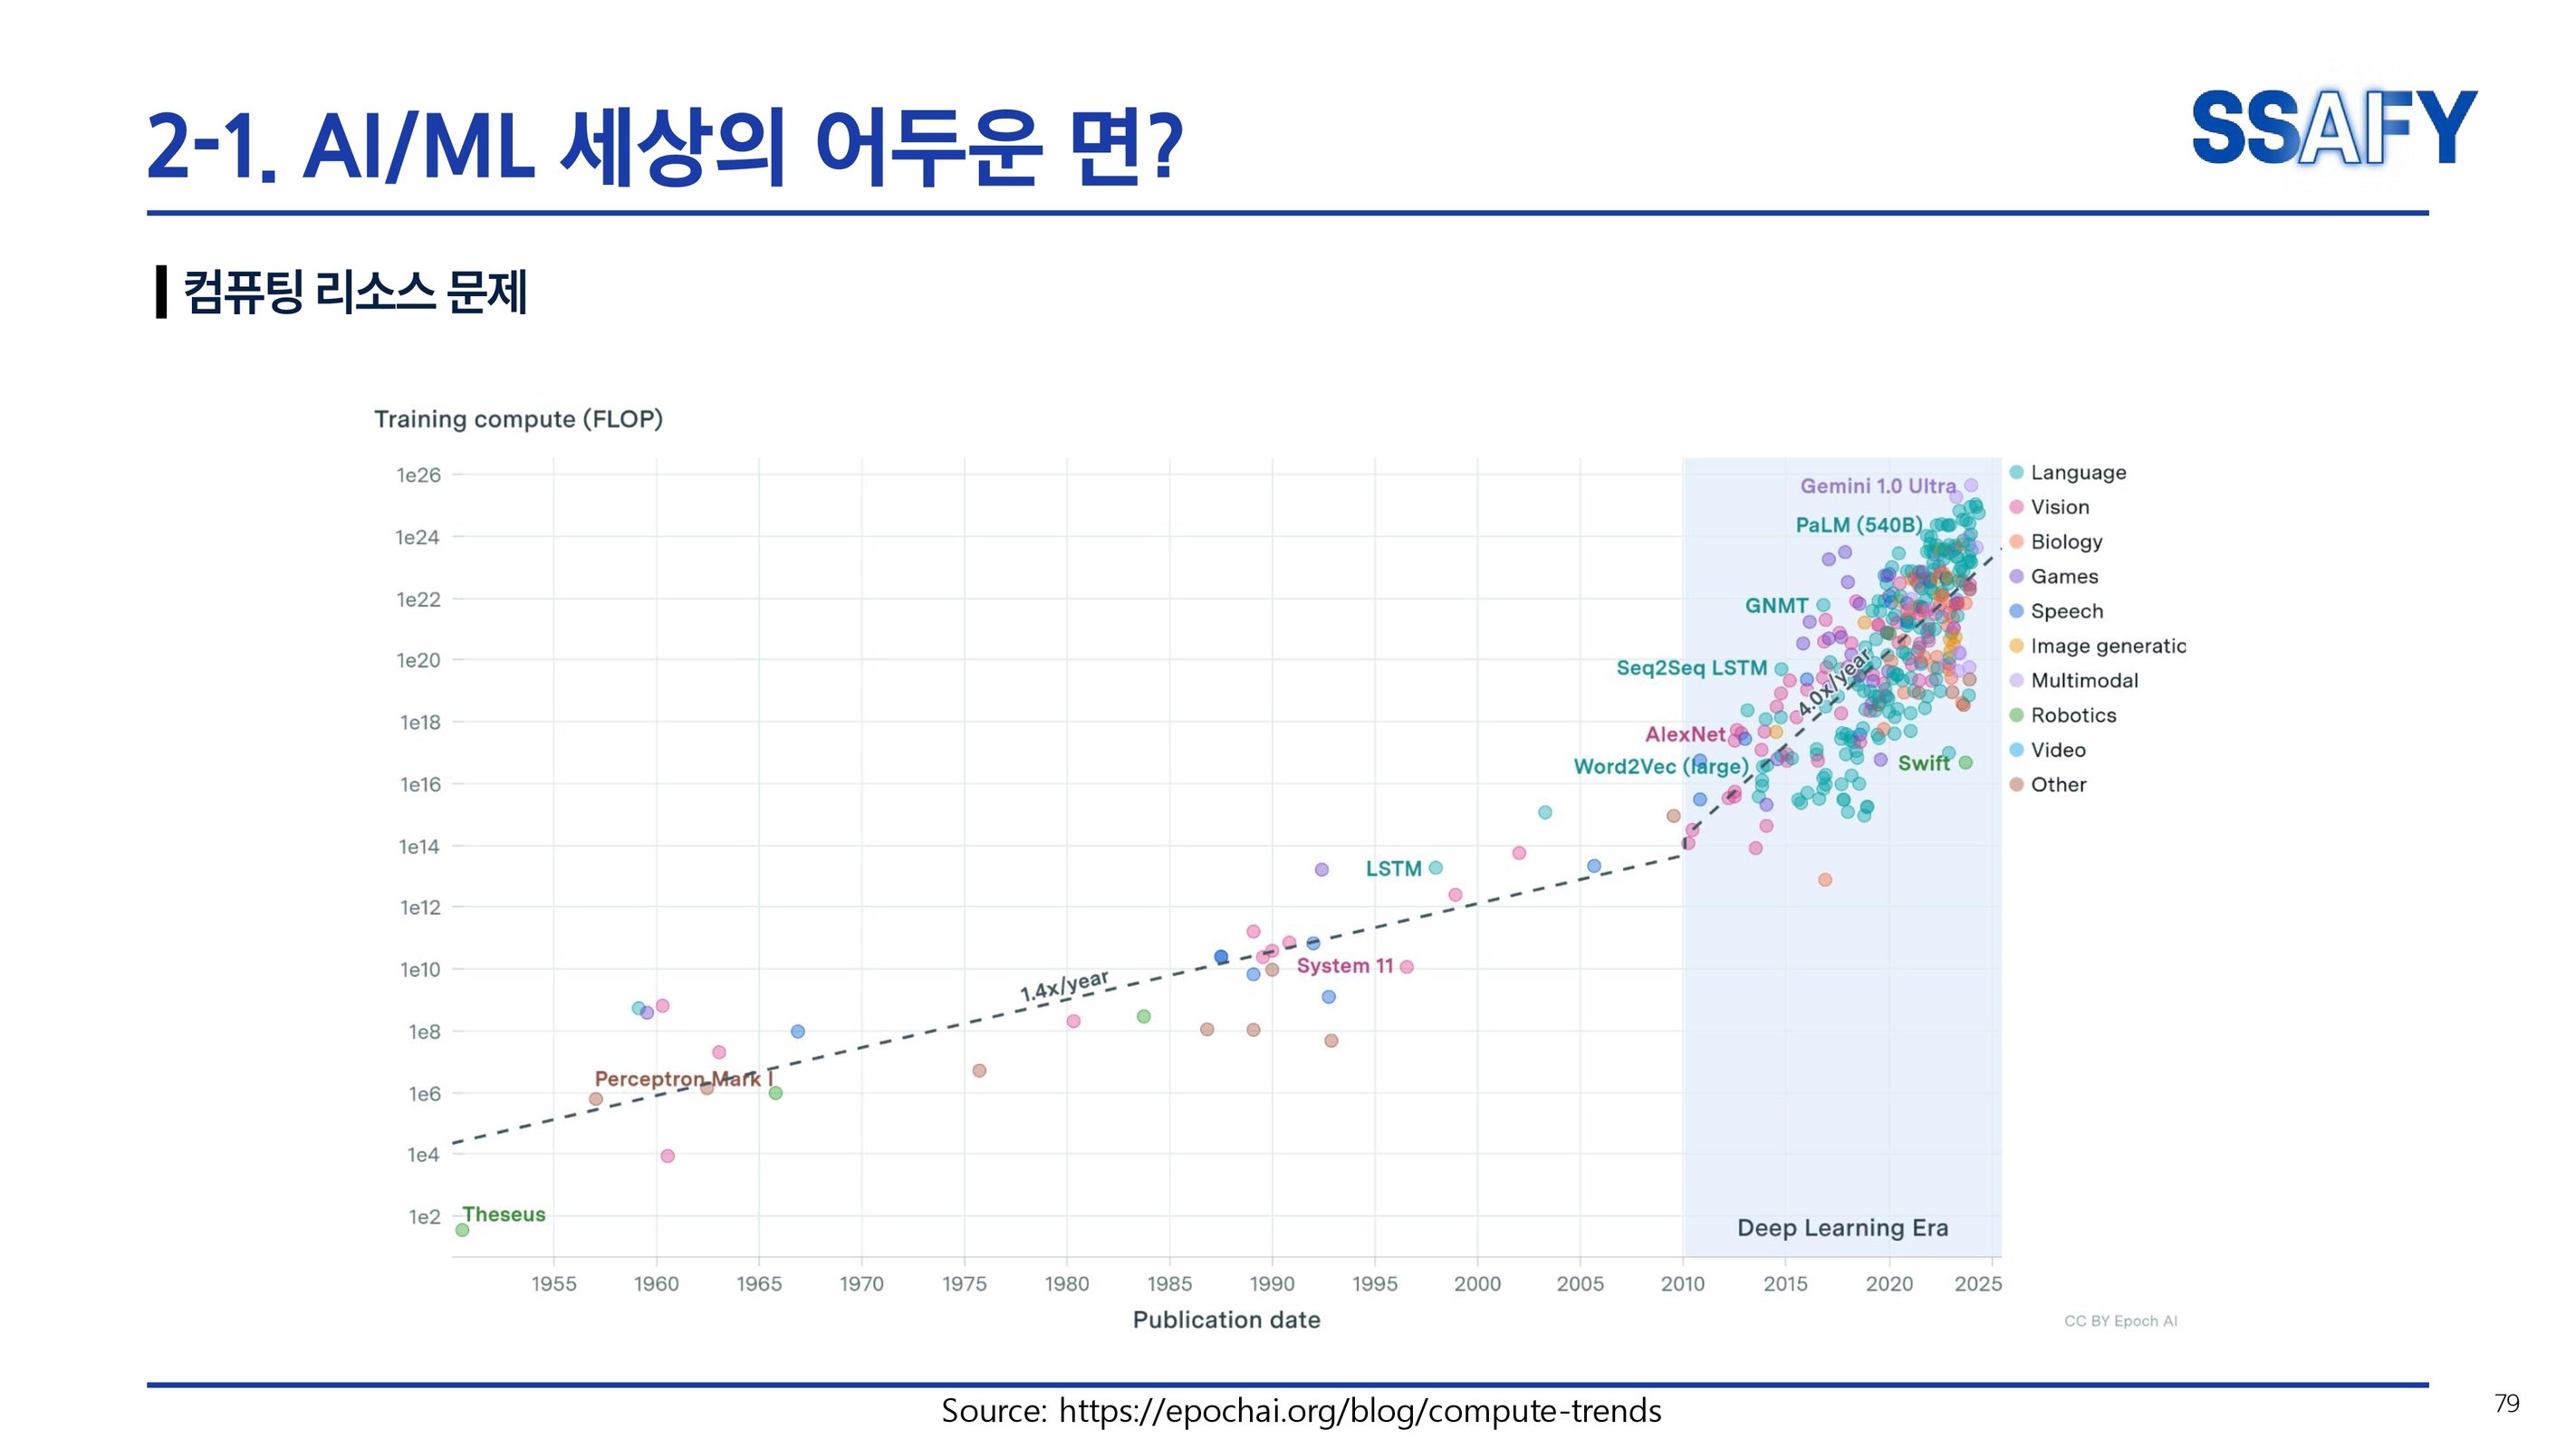 2-1. AI/ML 세상의 어두운 면?
SSAFY
컴퓨팅 리소스 문제
Training compute (FLOP)
1e26
1e24
1e22
1e20
1e18
1e16
1e14
1e12
1e10
1e8
1e6
1e4
1e2
Gemini 1.0 Ultra
PaLM (540B)
GNMT
Seq2Seq LSTM
4.0x/year
AlexNet
Word2Vec (large)
Swift
LSTM
System 11
1.4x/year
Perceptron Mark I
Theseus
Deep Learning Era
Language
Vision
Biology
Games
Speech
Image generatic
Multimodal
Robotics
Video
Other
1955 1960 1965 1970 1975 1980 1985 1990 1995 2000 2005 2010 2015 2020 2025
Publication date
CC BY Epoch AI
Source: https://epochai.org/blog/compute-trends
79